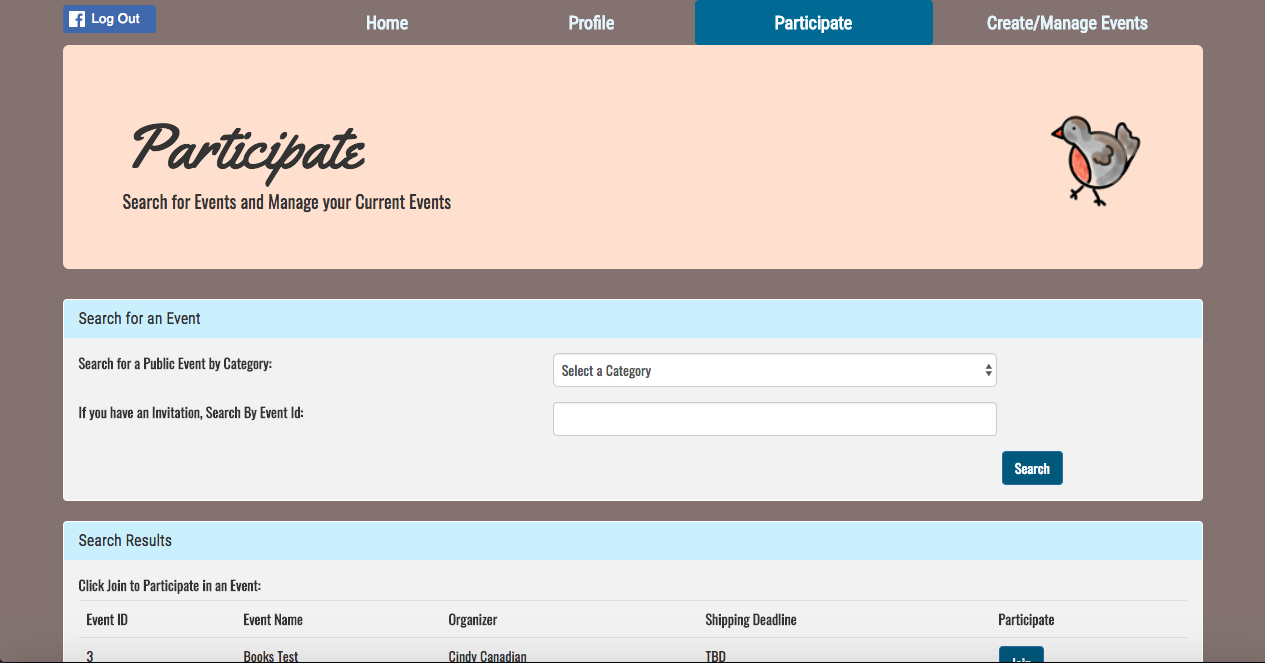 Log Out
Home Profile Participate Create/Manage Events
Participate
Search for Events and Manage your Current Events
Search for an Event
Search for a Public Event by Category: Select a Category
If you have an Invitation, Search By Event Id:
Search
Search Results
Click Join to Participate in an Event:
Event ID Event Name Organizer Shipping Deadline Participate
3 Books Test Cindy Canadian TBD Join